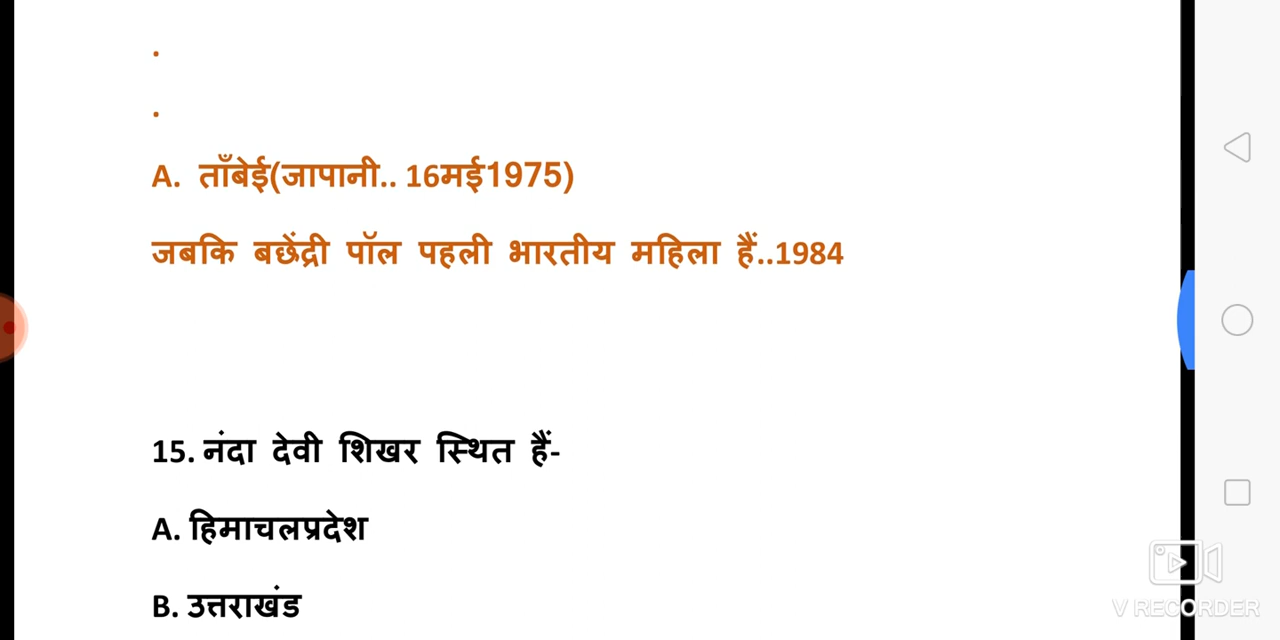 .
.
A. ताँबेई(जापानी.. 16मई1975)
जबकि बछेंद्री पॉल पहली भारतीय महिला हैं..1984
15. नंदा देवी शिखर स्थित हैं-
A. हिमाचलप्रदेश
B. उत्तराखंड
V RECORDER